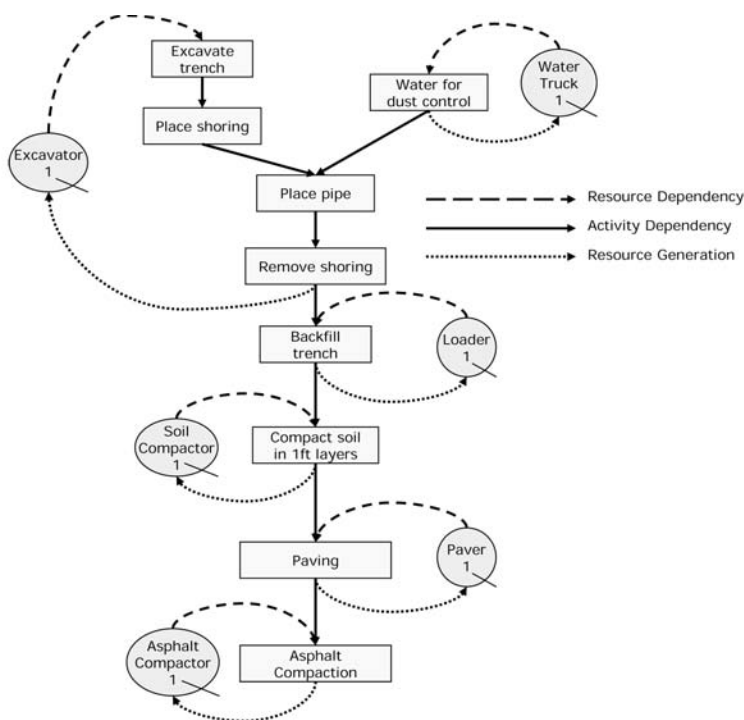 Excavate
trench
Water for
dust control
Water
Truck
1
Place shoring
Excavator
1
Place pipe
Resource Dependency
Activity Dependency
Remove shoring
Resource Generation
Backfill
trench
Loader
1
Soil
Compactor
1
Compact soil
in 1ft layers
Paving
Paver
1
Asphalt
Compactor
1
Asphalt
Compaction